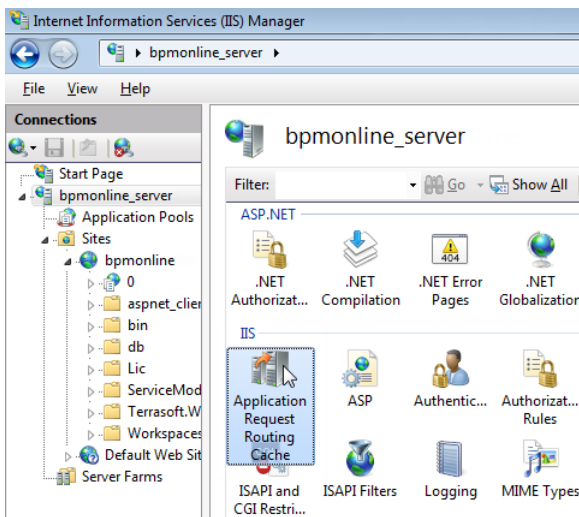 Internet Information Services (IIS) Manager
bpmonline_server
File View Help
Connections
Start Page
bpmonline_server
Application Pools
Sites
bpmonline
0
aspnet_clier
bin
db
Lic
ServiceMod
Terrasoft.W
Workspaces
Default Web Sit
Server Farms
bpmonline_server
Filter: Go Show All
ASP.NET
.NET Authorizat...
.NET Compilation
404
.NET Error Pages
.NET Globalization
IIS
Application Request Routing Cache
ASP
Authentic...
Authorizat... Rules
ISAPI and CGI Restri...
ISAPI Filters
Logging
MIME Types